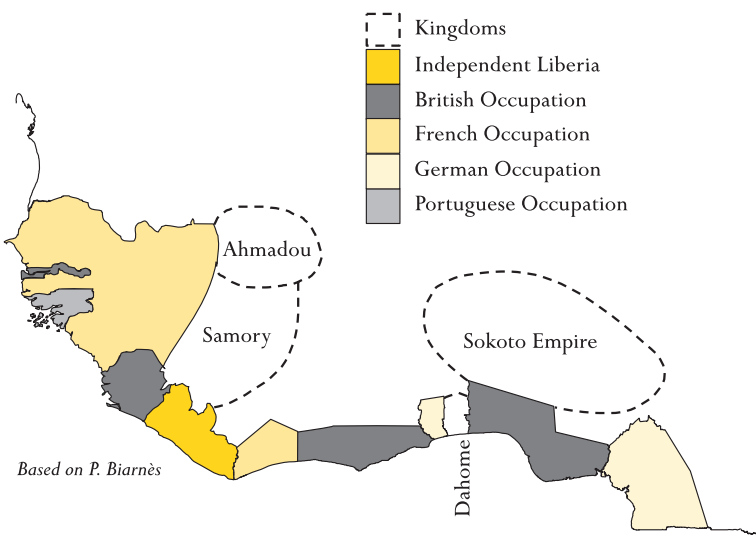 Kingdoms
Independent Liberia
British Occupation
French Occupation
German Occupation
Portuguese Occupation
Ahmadou
Samory
Sokoto Empire
Dahome
Based on P. Biarnès